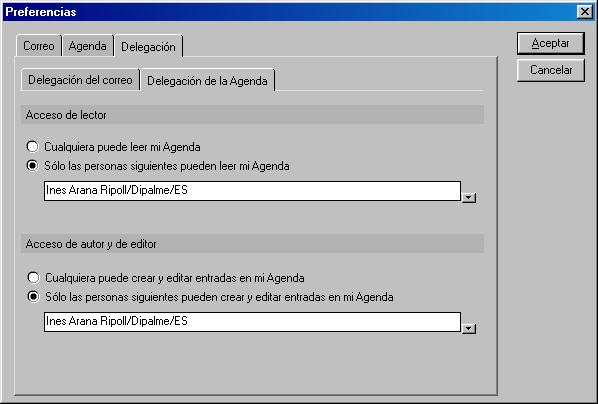 Preferencias
Correo Agenda Delegación
Aceptar
Cancelar
Delegación del correo Delegación de la Agenda
Acceso de lector
Cualquiera puede leer mi Agenda
Sólo las personas siguientes pueden leer mi Agenda
Ines Arana Ripoll/Dipalme/ES
Acceso de autor y de editor
Cualquiera puede crear y editar entradas en mi Agenda
Sólo las personas siguientes pueden crear y editar entradas en mi Agenda
Ines Arana Ripoll/Dipalme/ES